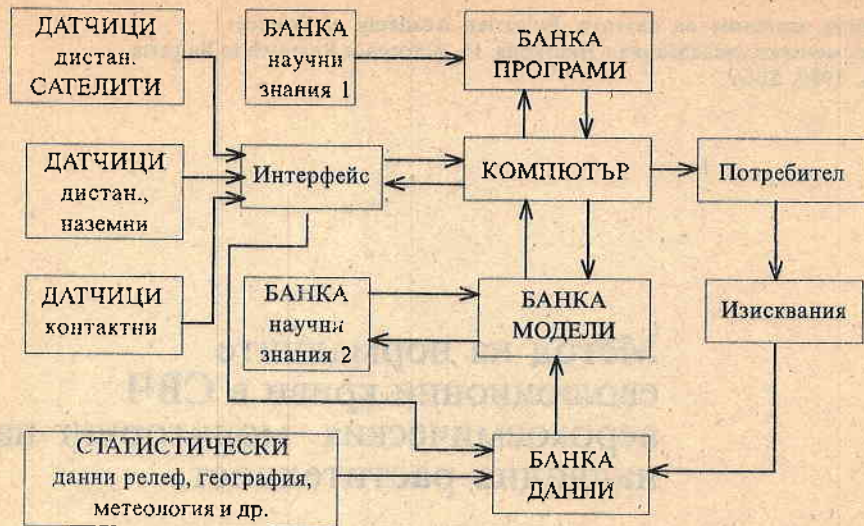 ДАТЧИЦИ
дистан.
САТЕЛИТИ
БАНКА
научни
знания 1
БАНКА
ПРОГРАМИ
ДАТЧИЦИ
дистан.,
наземни
Интерфейс
КОМПЮТЪР
Потребител
ДАТЧИЦИ
контактни
БАНКА
научни
знания 2
БАНКА
МОДЕЛИ
Изисквания
СТАТИСТИЧЕСКИ
данни релеф, география,
метеология и др.
БАНКА
ДАННИ